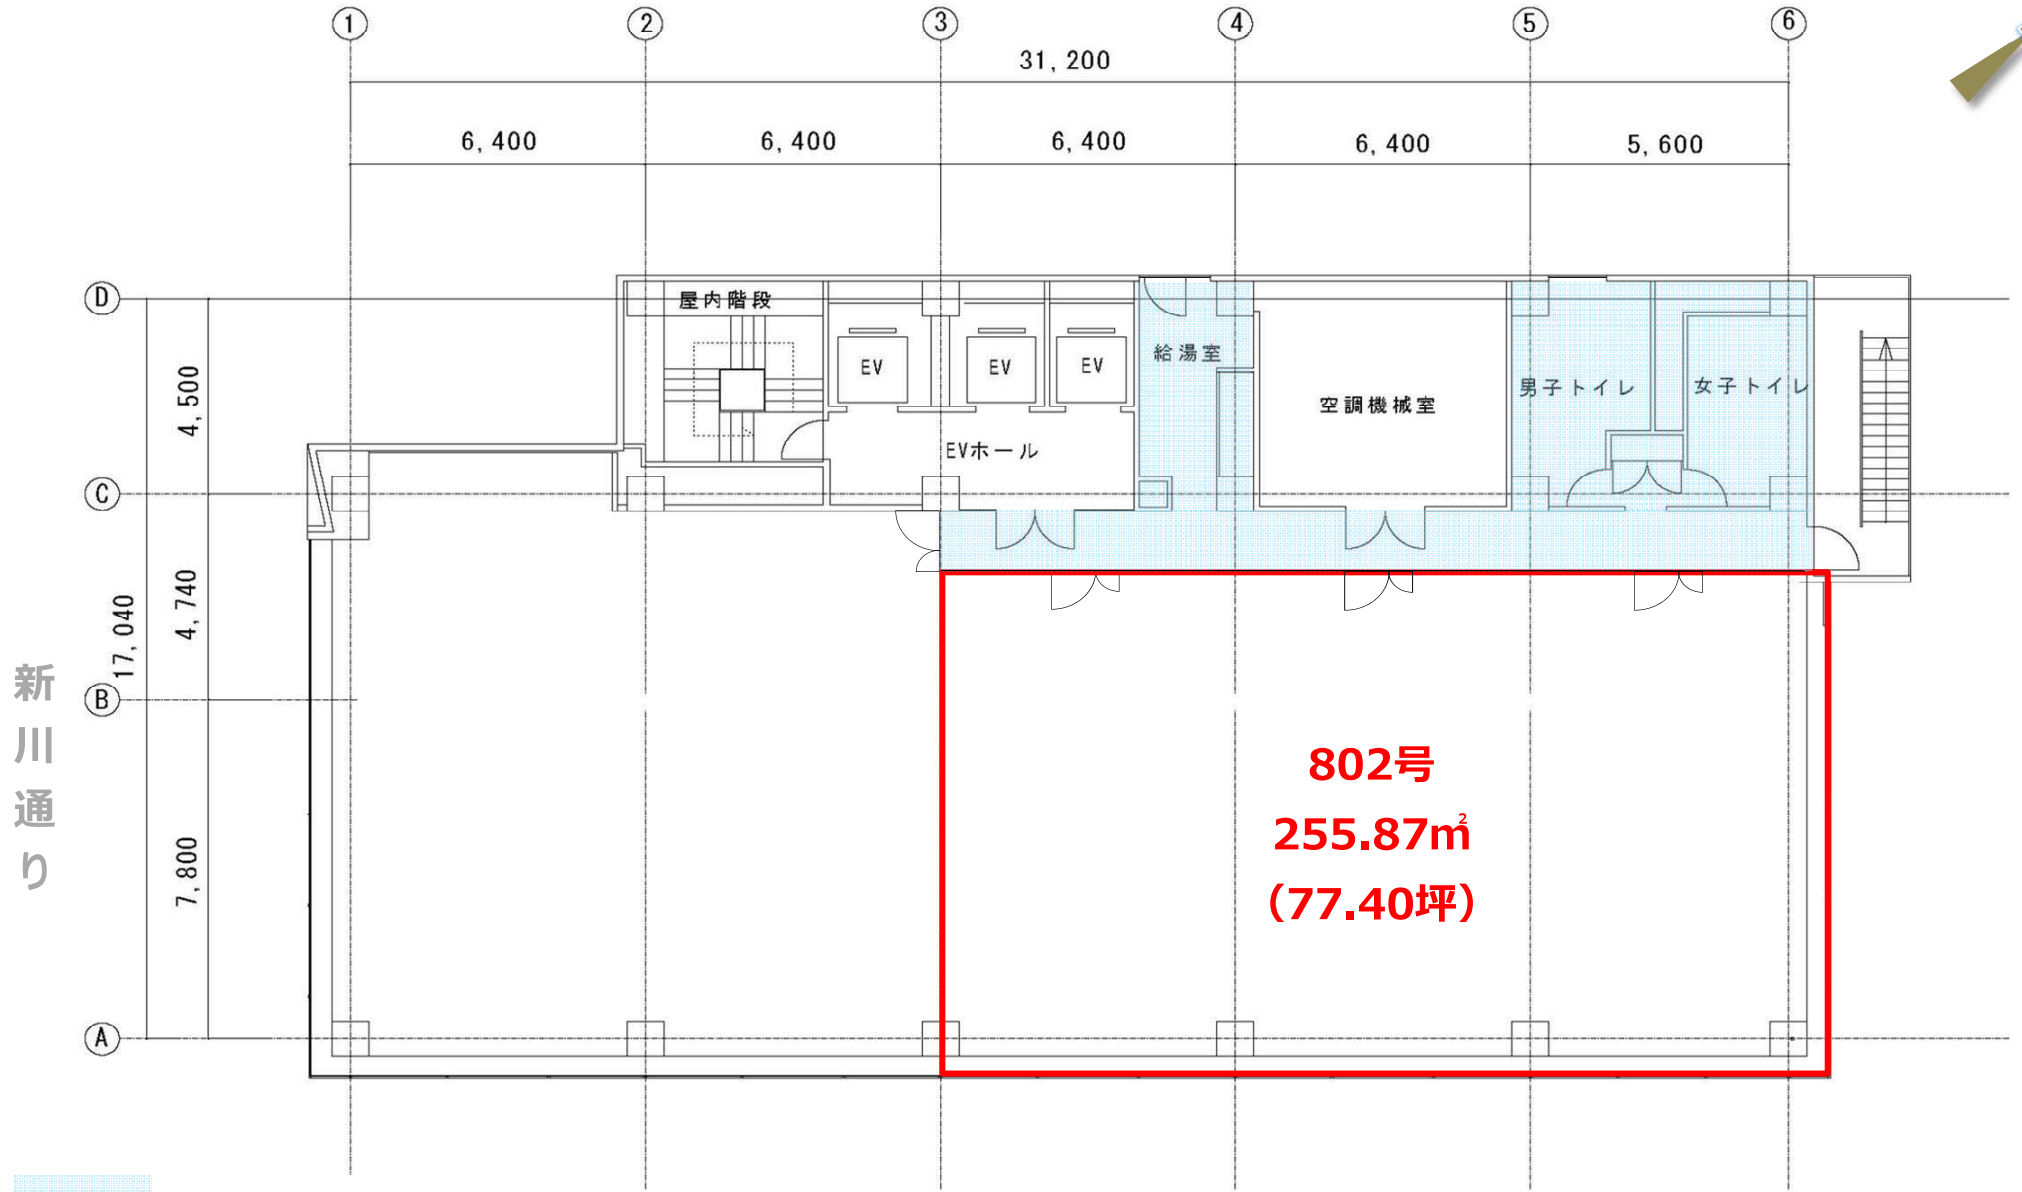 1 2 3 4 5 6
31,200
6,400 6,400 6,400 6,400 5,600
D
屋内階段
EV EV EV
給湯室
男子トイレ
女子トイレ
空調機械室
EVホール
C
4,500
4,740
17,040
7,800
B
A
新川通り
802号
255.87㎡
(77.40坪)